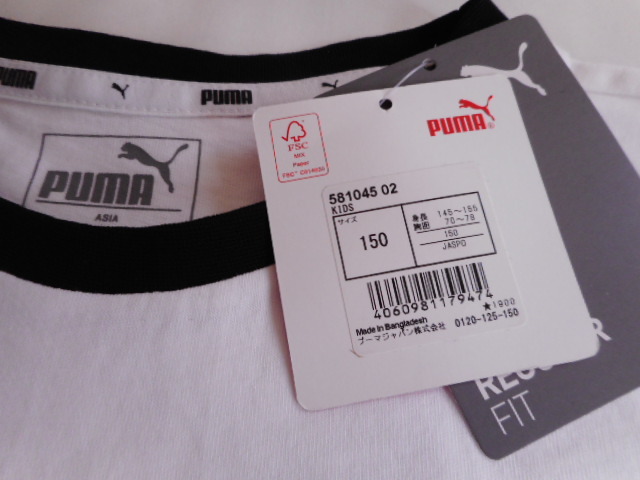 PUMA
PUMA
PUMA
ASIA
FSC
MIX
Paper
PUMA
581045 02
KIDS
サイズ
150
身長 145~155
胸囲 70~78
150
JASPO
4060981179474
★1900
Made in Bangladesh
プーマジャパン株式会社 0120-125-150
FIT